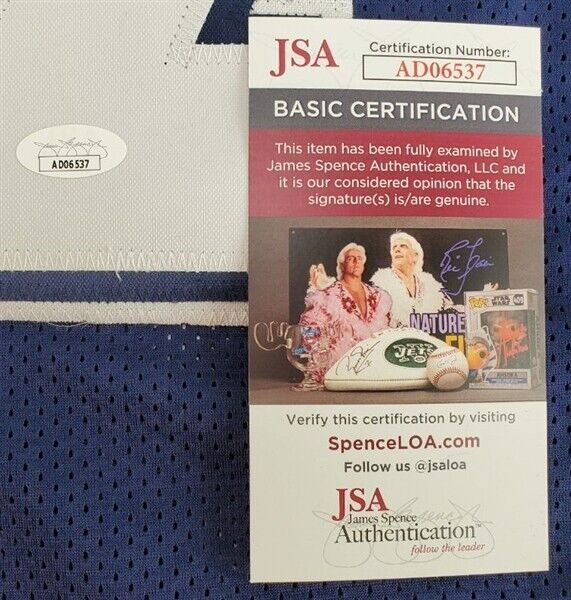 JSA
Certification Number:
AD06537
BASIC CERTIFICATION
This item has been fully examined by
James Spence Authentication, LLC and
it is our considered opinion that the
signature(s) is/are genuine.
NATURE
JETS
POP!
STAR WARS
Verify this certification by visiting
SpenceLOA.com
Follow us @jsaloa
JSA
James Spence
Authentication™
follow the leader
AD06537